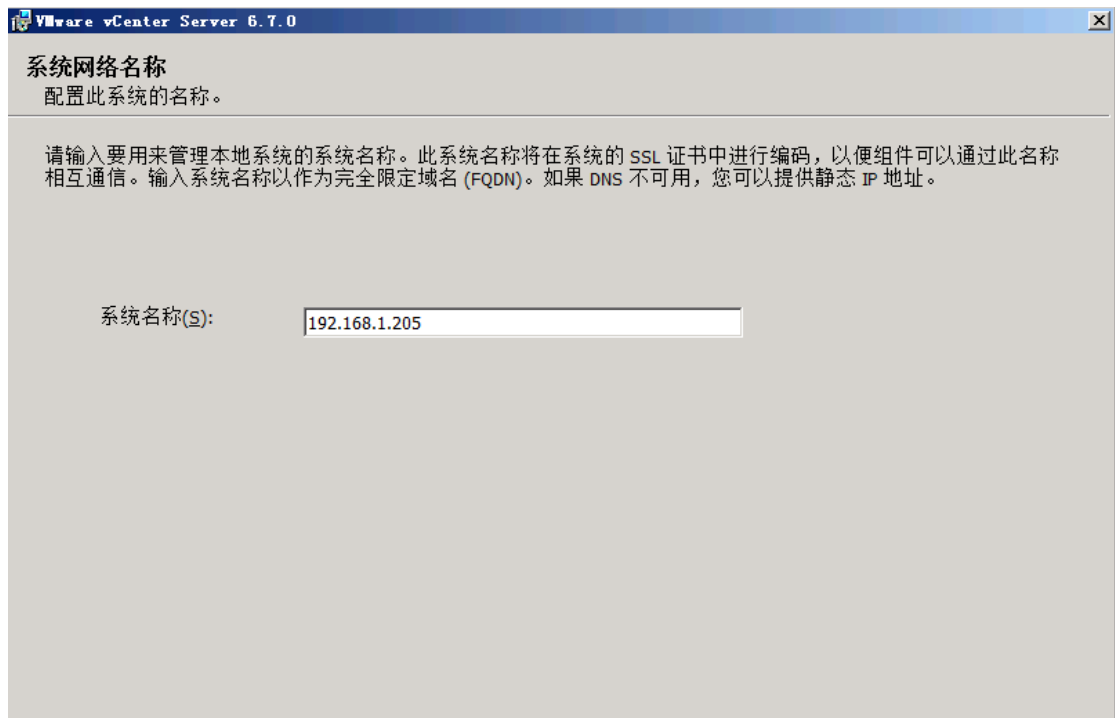 VMware vCenter Server 6.7.0
系统网络名称
配置此系统的名称。
请输入要用来管理本地系统的系统名称。此系统名称将在系统的 SSL 证书中进行编码，以便组件可以通过此名称
相互通信。输入系统名称以作为完全限定域名 (FQDN)。如果 DNS 不可用，您可以提供静态 IP 地址。
系统名称(S): 192.168.1.205